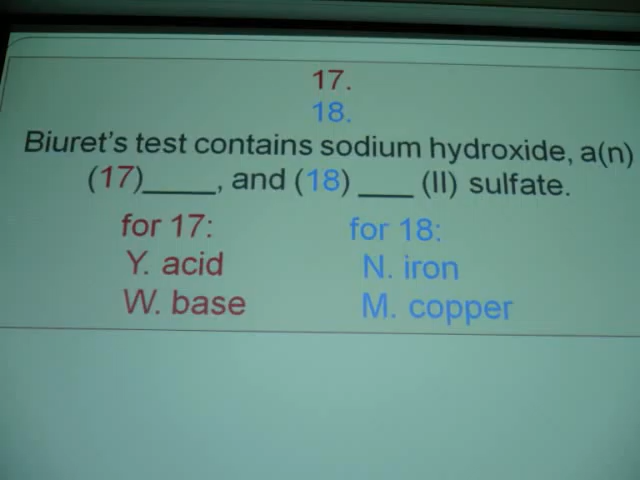 17.
18.
Biuret's test contains sodium hydroxide, a(n)
(17)____, and (18) ___ (II) sulfate.
for 17: for 18:
Y. acid N. iron
W. base M. copper